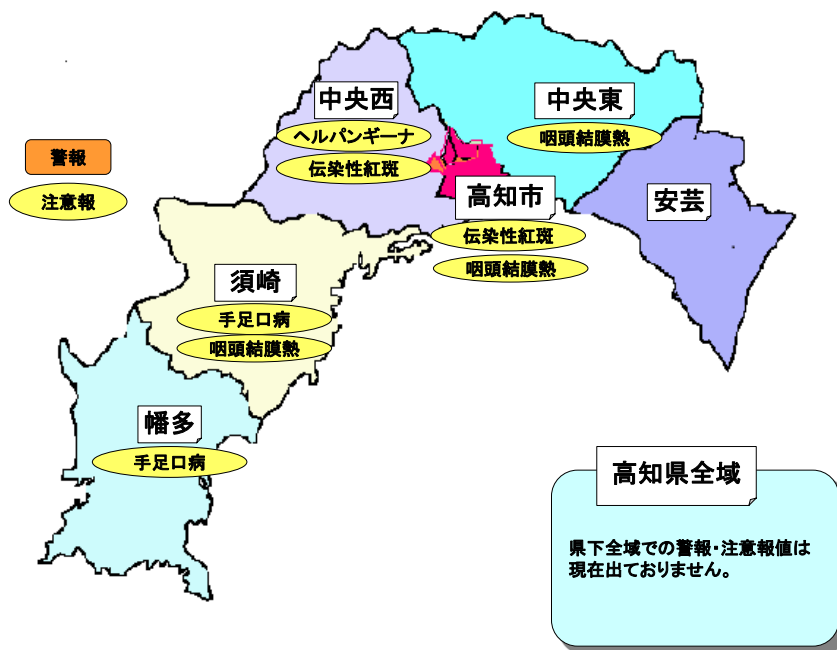 中央西
ヘルパンギーナ
伝染性紅斑
中央東
咽頭結膜熱
警報
注意報
高知市
伝染性紅斑
咽頭結膜熱
安芸
須崎
手足口病
咽頭結膜熱
幡多
手足口病
高知県全域
県下全域での警報・注意報値は
現在出ておりません。